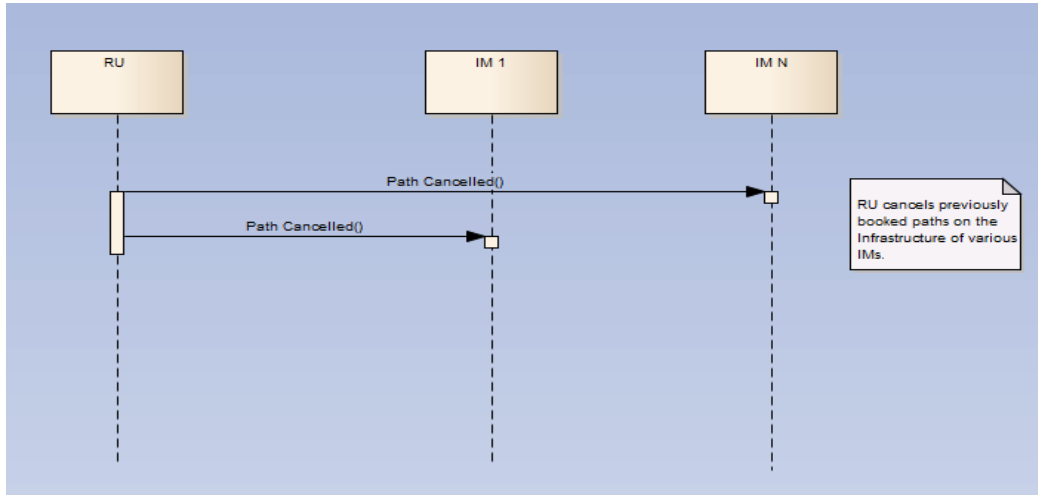 RU
IM 1
IM N
Path Cancelled()
Path Cancelled()
RU cancels previously
booked paths on the
Infrastructure of various
IMs.